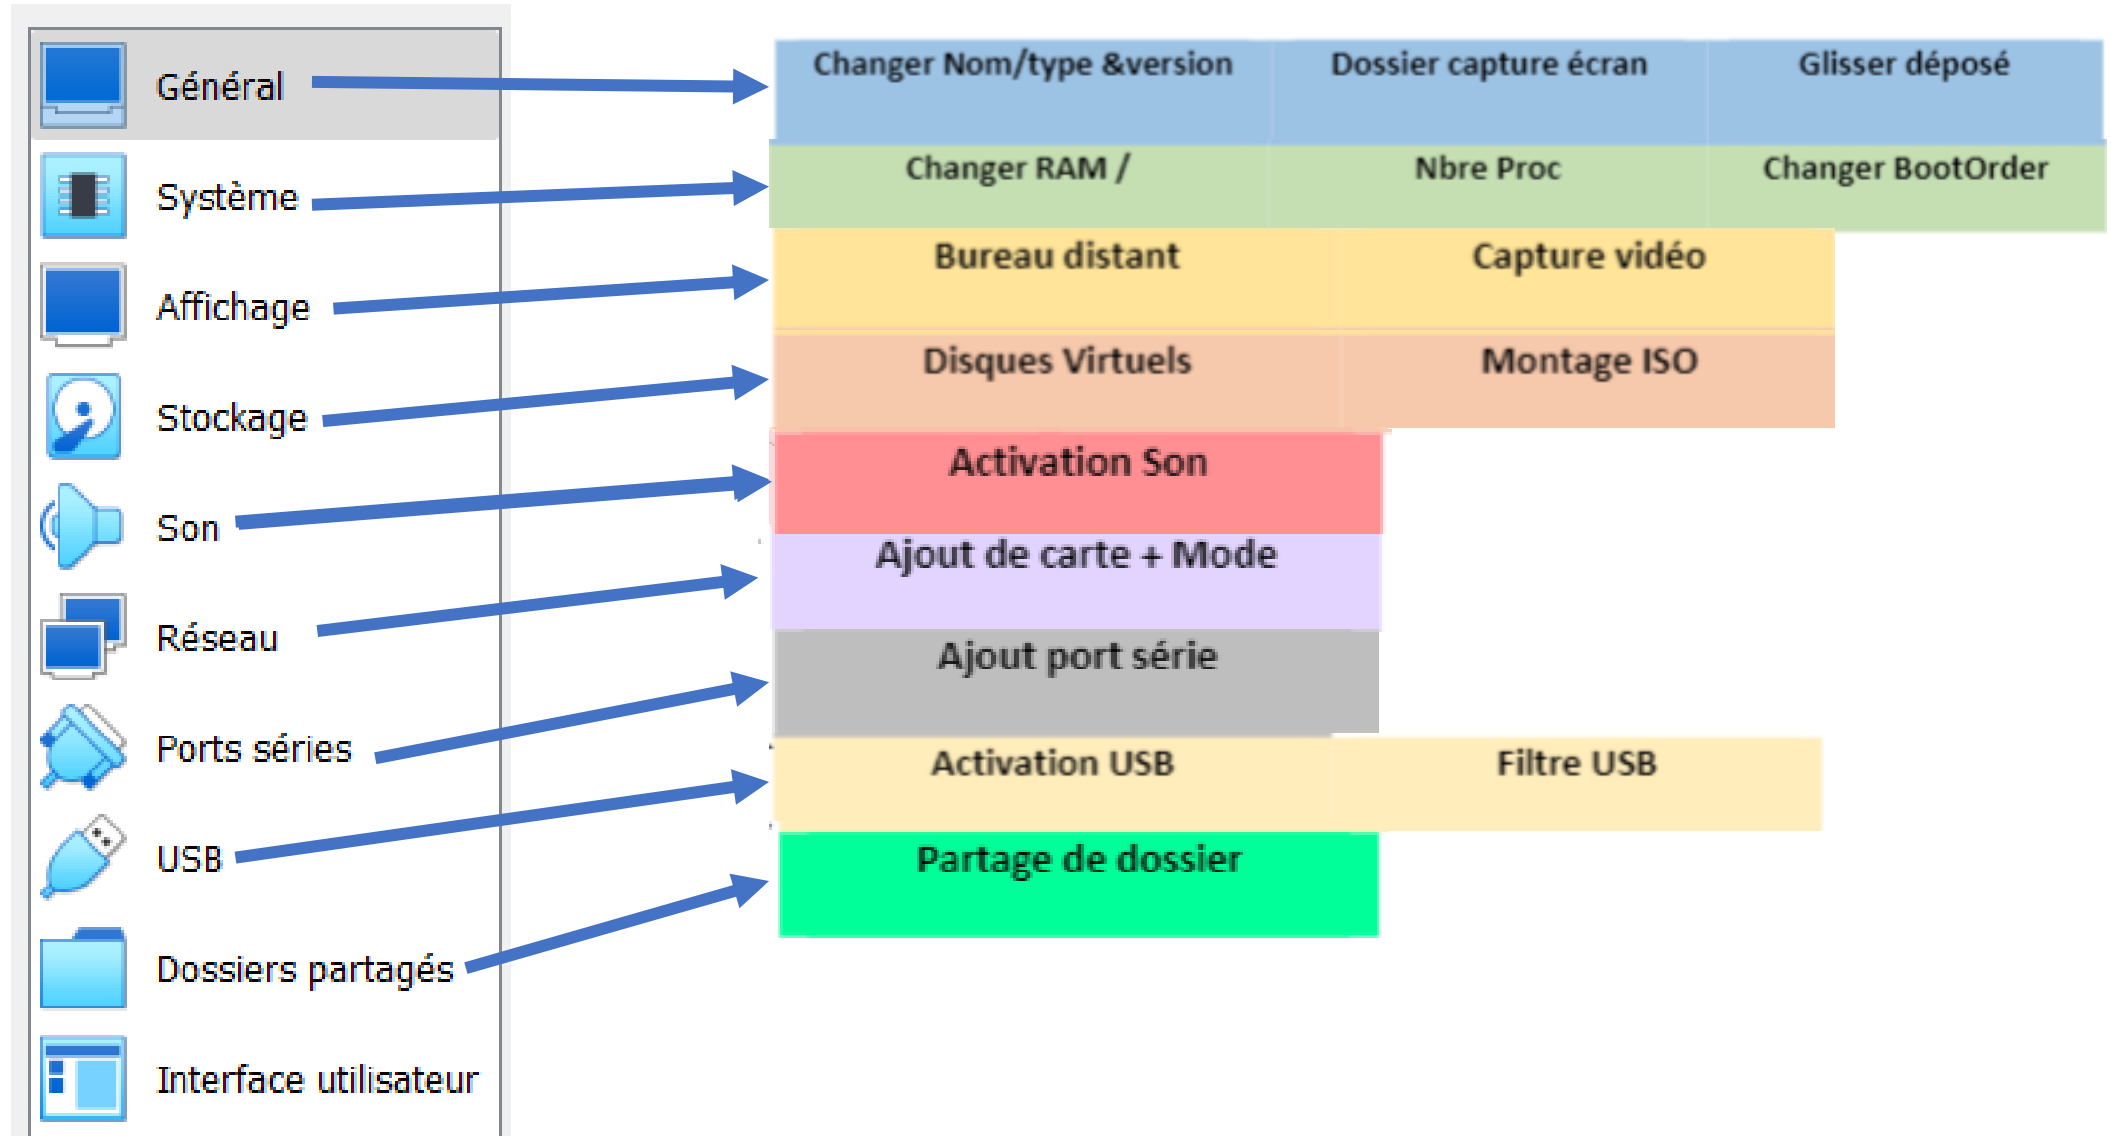 Général
Changer Nom/type &version
Dossier capture écran
Glisser déposé
Système
Changer RAM /
Nbre Proc
Changer BootOrder
Affichage
Bureau distant
Capture vidéo
Stockage
Disques Virtuels
Montage ISO
Son
Activation Son
Réseau
Ajout de carte + Mode
Ports séries
Ajout port série
USB
Activation USB
Filtre USB
Dossiers partagés
Partage de dossier
Interface utilisateur